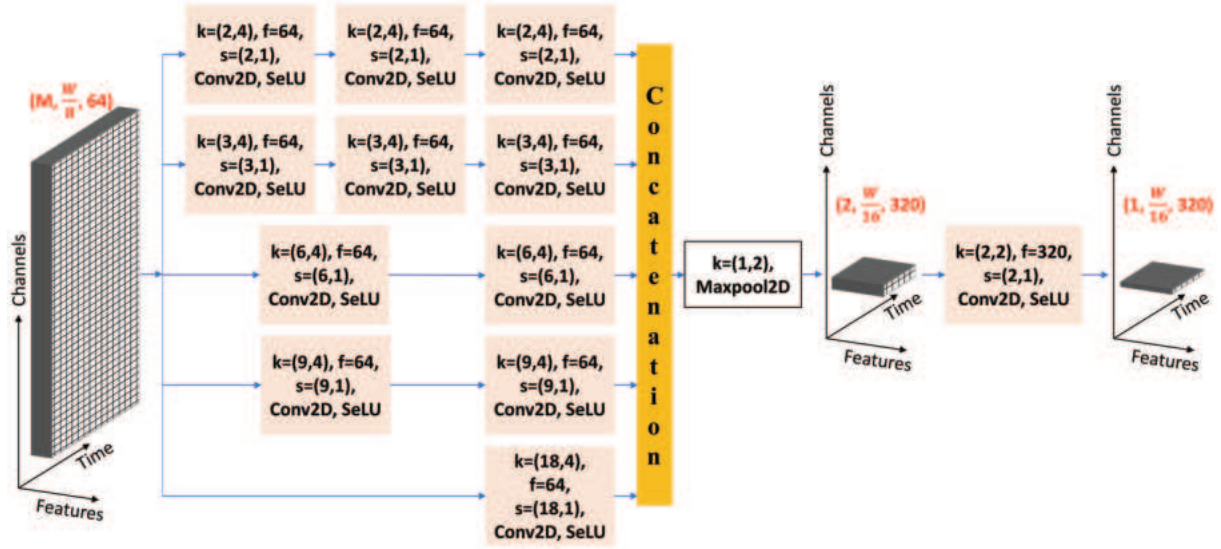 k=(2,4), f=64,
s=(2,1),
Conv2D, SeLU
k=(2,4), f=64,
s=(2,1),
Conv2D, SeLU
k=(2,4), f=64,
s=(2,1),
Conv2D, SeLU
(M, W/8, 64)
k=(3,4), f=64,
s=(3,1),
Conv2D, SeLU
k=(3,4), f=64,
s=(3,1),
Conv2D, SeLU
k=(3,4), f=64,
s=(3,1),
Conv2D, SeLU
k=(6,4), f=64,
s=(6,1),
Conv2D, SeLU
k=(6,4), f=64,
s=(6,1),
Conv2D, SeLU
k=(9,4), f=64,
s=(9,1),
Conv2D, SeLU
k=(9,4), f=64,
s=(9,1),
Conv2D, SeLU
k=(18,4),
f=64,
s=(18,1),
Conv2D, SeLU
Channels
Time
Features
Concatenation
k=(1,2),
Maxpool2D
Channels
(2, W/16, 320)
Time
Features
k=(2,2), f=320,
s=(2,1),
Conv2D, SeLU
Channels
(1, W/16, 320)
Time
Features